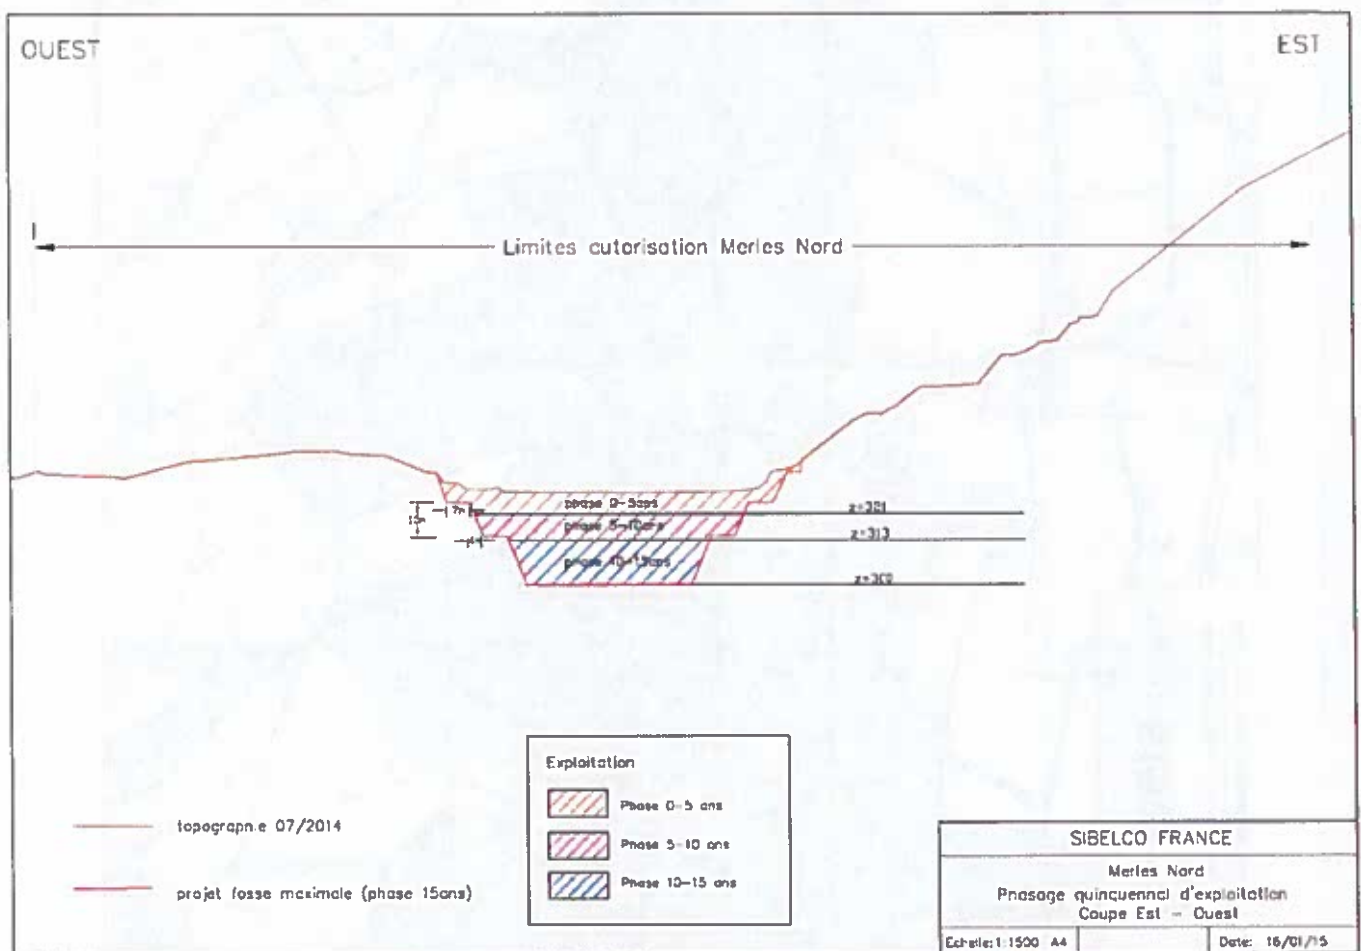 OUEST
EST
Limites autorisation Merles Nord
phase 0-5ans
7m
z=321
phase 5-10ans
z=313
phase 10-15ans
z=300
Exploitation
Phase 0-5 ans
Phase 5-10 ans
Phase 10-15 ans
topographie 07/2014
projet fosse maximale (phase 15ans)
SIBELCO FRANCE
Merles Nord
Phasage quinquennal d'exploitation
Coupe Est - Ouest
Echelle:1:1500 A4
Date: 16/01/15